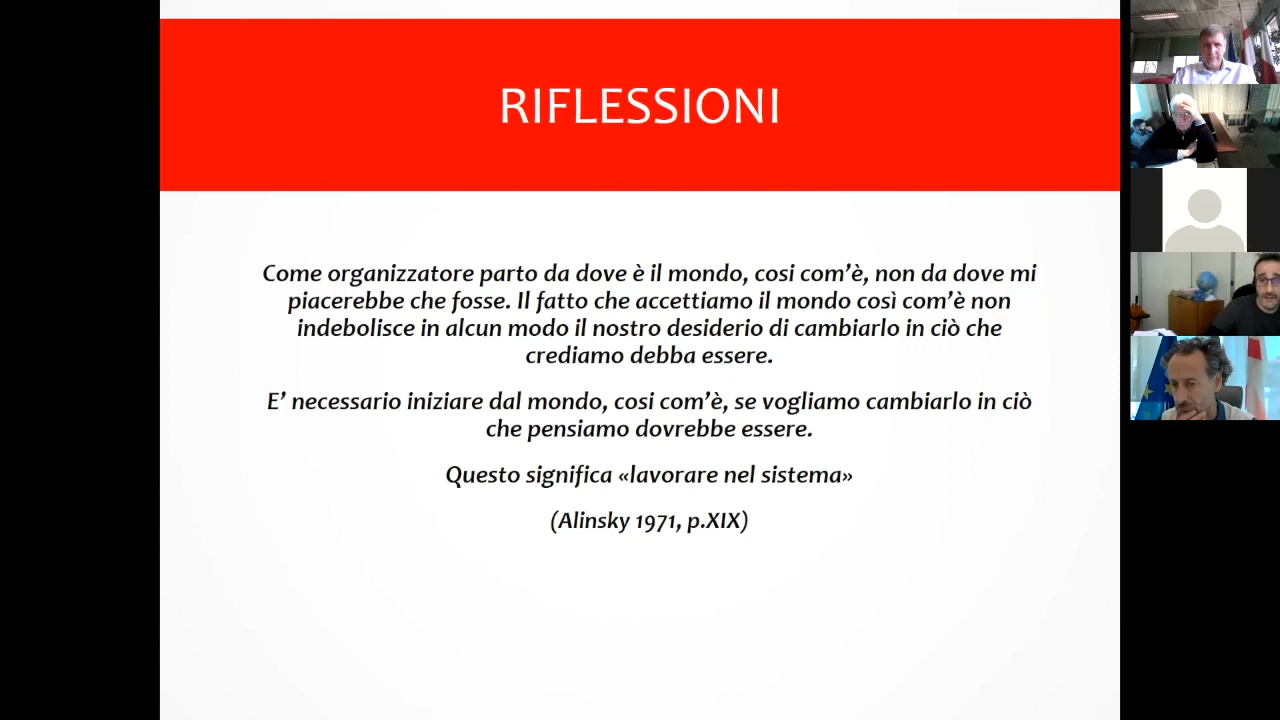 RIFLESSIONI
Come organizzatore parto da dove è il mondo, cosi com’è, non da dove mi
piacerebbe che fosse. Il fatto che accettiamo il mondo così com’è non
indebolisce in alcun modo il nostro desiderio di cambiarlo in ciò che
crediamo debba essere.
E’ necessario iniziare dal mondo, cosi com’è, se vogliamo cambiarlo in ciò
che pensiamo dovrebbe essere.
Questo significa «lavorare nel sistema»
(Alinsky 1971, p.XIX)